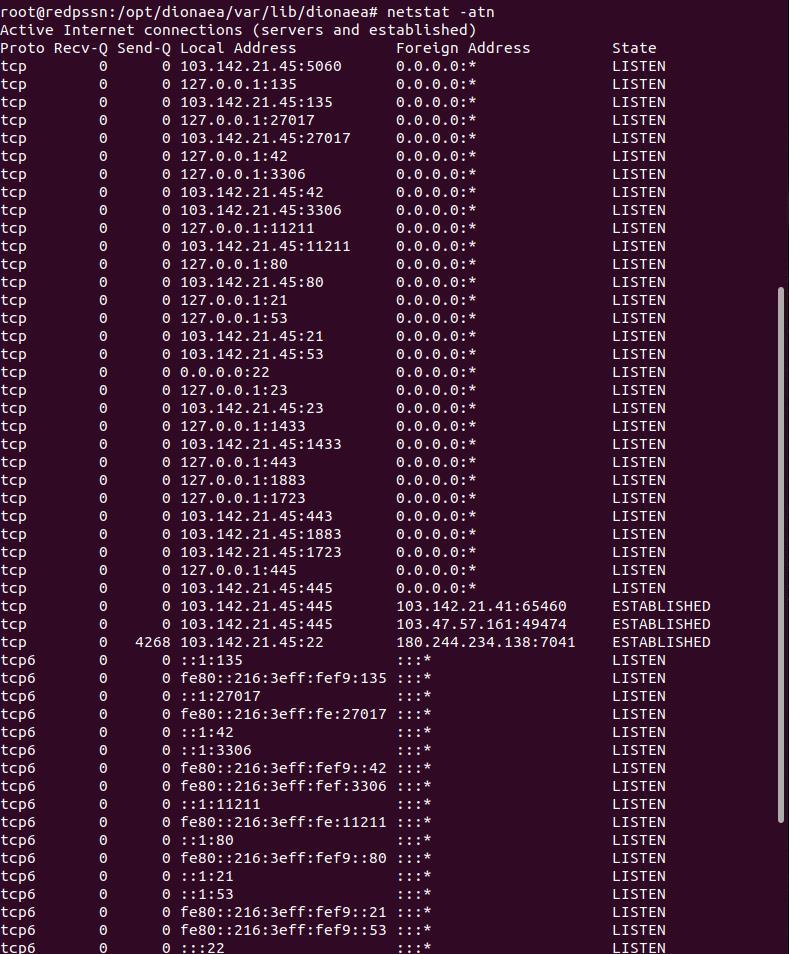 root@redpssn:/opt/dionaea/var/lib/dionaea# netstat -atn
Active Internet connections (servers and established)
Proto Recv-Q Send-Q Local Address           Foreign Address         State
tcp        0      0 103.142.21.45:5060      0.0.0.0:*               LISTEN
tcp        0      0 127.0.0.1:135           0.0.0.0:*               LISTEN
tcp        0      0 103.142.21.45:135       0.0.0.0:*               LISTEN
tcp        0      0 127.0.0.1:27017         0.0.0.0:*               LISTEN
tcp        0      0 103.142.21.45:27017     0.0.0.0:*               LISTEN
tcp        0      0 127.0.0.1:42            0.0.0.0:*               LISTEN
tcp        0      0 127.0.0.1:3306          0.0.0.0:*               LISTEN
tcp        0      0 103.142.21.45:42        0.0.0.0:*               LISTEN
tcp        0      0 103.142.21.45:3306      0.0.0.0:*               LISTEN
tcp        0      0 127.0.0.1:11211         0.0.0.0:*               LISTEN
tcp        0      0 103.142.21.45:11211     0.0.0.0:*               LISTEN
tcp        0      0 127.0.0.1:80            0.0.0.0:*               LISTEN
tcp        0      0 103.142.21.45:80        0.0.0.0:*               LISTEN
tcp        0      0 127.0.0.1:21            0.0.0.0:*               LISTEN
tcp        0      0 127.0.0.1:53            0.0.0.0:*               LISTEN
tcp        0      0 103.142.21.45:21        0.0.0.0:*               LISTEN
tcp        0      0 103.142.21.45:53        0.0.0.0:*               LISTEN
tcp        0      0 0.0.0.0:22              0.0.0.0:*               LISTEN
tcp        0      0 127.0.0.1:23            0.0.0.0:*               LISTEN
tcp        0      0 103.142.21.45:23        0.0.0.0:*               LISTEN
tcp        0      0 127.0.0.1:1433          0.0.0.0:*               LISTEN
tcp        0      0 103.142.21.45:1433      0.0.0.0:*               LISTEN
tcp        0      0 127.0.0.1:443           0.0.0.0:*               LISTEN
tcp        0      0 127.0.0.1:1883          0.0.0.0:*               LISTEN
tcp        0      0 127.0.0.1:1723          0.0.0.0:*               LISTEN
tcp        0      0 103.142.21.45:443       0.0.0.0:*               LISTEN
tcp        0      0 103.142.21.45:1883      0.0.0.0:*               LISTEN
tcp        0      0 103.142.21.45:1723      0.0.0.0:*               LISTEN
tcp        0      0 127.0.0.1:445           0.0.0.0:*               LISTEN
tcp        0      0 103.142.21.45:445       0.0.0.0:*               LISTEN
tcp        0      0 103.142.21.45:445       103.142.21.41:65460     ESTABLISHED
tcp        0      0 103.142.21.45:445       103.47.57.161:49474     ESTABLISHED
tcp        0   4268 103.142.21.45:22        180.244.234.138:7041    ESTABLISHED
tcp6       0      0 ::1:135                 :::*                    LISTEN
tcp6       0      0 fe80::216:3eff:fef9:135 :::*                    LISTEN
tcp6       0      0 ::1:27017               :::*                    LISTEN
tcp6       0      0 fe80::216:3eff:fe:27017 :::*                    LISTEN
tcp6       0      0 ::1:42                  :::*                    LISTEN
tcp6       0      0 ::1:3306                :::*                    LISTEN
tcp6       0      0 fe80::216:3eff:fef9::42 :::*                    LISTEN
tcp6       0      0 fe80::216:3eff:fef:3306 :::*                    LISTEN
tcp6       0      0 ::1:11211               :::*                    LISTEN
tcp6       0      0 fe80::216:3eff:fe:11211 :::*                    LISTEN
tcp6       0      0 ::1:80                  :::*                    LISTEN
tcp6       0      0 fe80::216:3eff:fef9::80 :::*                    LISTEN
tcp6       0      0 ::1:21                  :::*                    LISTEN
tcp6       0      0 ::1:53                  :::*                    LISTEN
tcp6       0      0 fe80::216:3eff:fef9::21 :::*                    LISTEN
tcp6       0      0 fe80::216:3eff:fef9::53 :::*                    LISTEN
tcp6       0      0 :::22                   :::*                    LISTEN